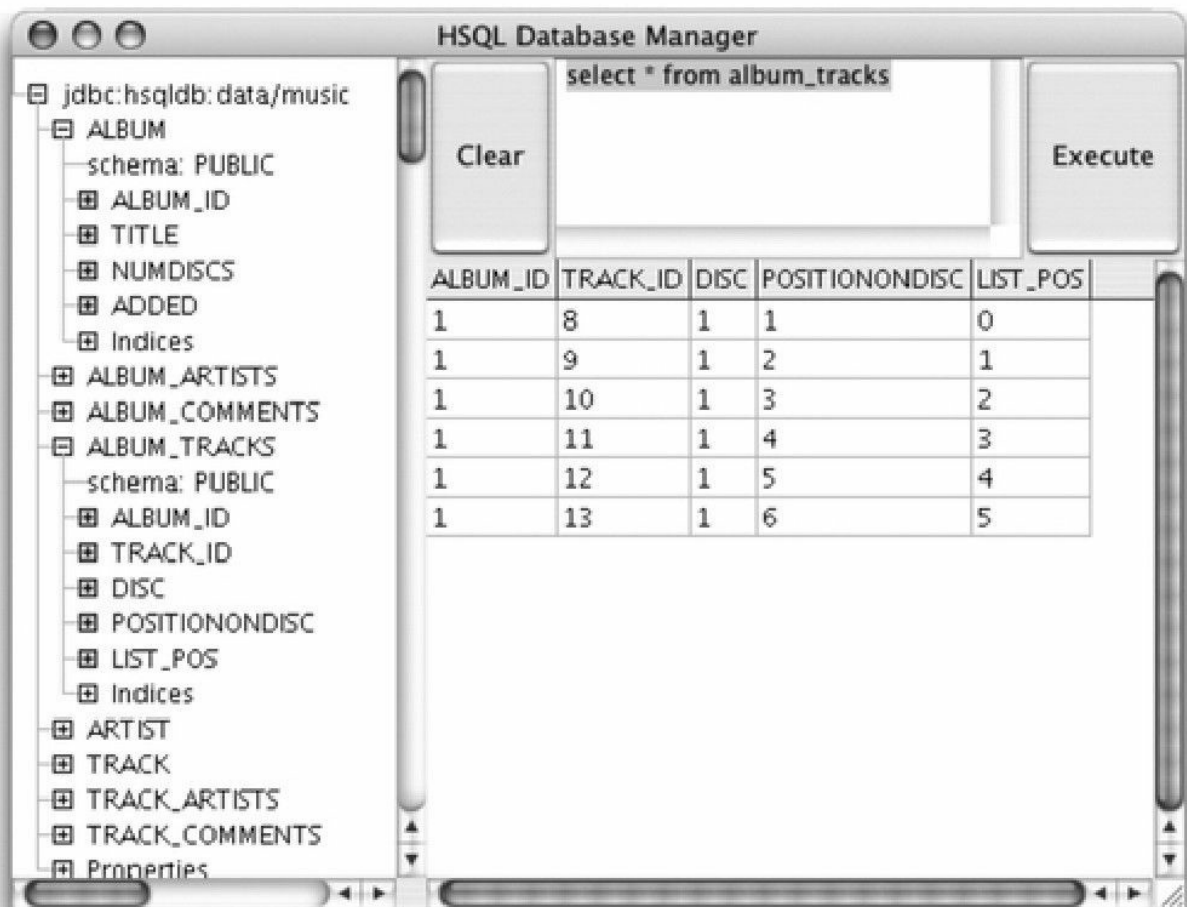 HSQL Database Manager
jdbc:hsqldb:data/music
ALBUM
schema: PUBLIC
ALBUM_ID
TITLE
NUMDISCS
ADDED
Indices
ALBUM_ARTISTS
ALBUM_COMMENTS
ALBUM_TRACKS
schema: PUBLIC
ALBUM_ID
TRACK_ID
DISC
POSITIONONDISC
LIST_POS
Indices
ARTIST
TRACK
TRACK_ARTISTS
TRACK_COMMENTS
Properties
Clear
select * from album_tracks
Execute
ALBUM_ID TRACK_ID DISC POSITIONONDISC LIST_POS
1 8 1 1 0
1 9 1 2 1
1 10 1 3 2
1 11 1 4 3
1 12 1 5 4
1 13 1 6 5